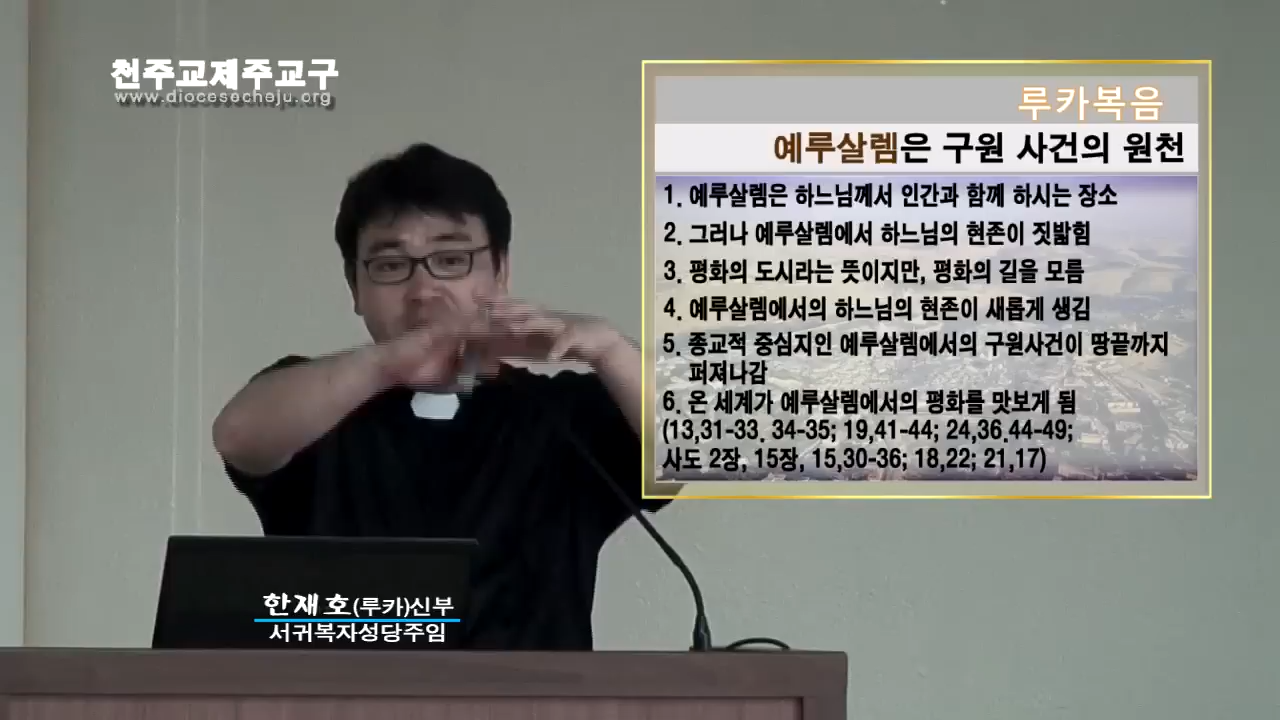 천주교제주교구
www.diocesecheju.org
루카복음
예루살렘은 구원 사건의 원천
1. 예루살렘은 하느님께서 인간과 함께 하시는 장소
2. 그러나 예루살렘에서 하느님의 현존이 짓밟힘
3. 평화의 도시라는 뜻이지만, 평화의 길을 모름
4. 예루살렘에서의 하느님의 현존이 새롭게 생김
5. 종교적 중심지인 예루살렘에서의 구원사건이 땅끝까지
퍼져나감
6. 온 세계가 예루살렘에서의 평화를 맛보게 됨
(13,31-33. 34-35; 19,41-44; 24,36.44-49;
사도 2장, 15장, 15,30-36; 18,22; 21,17)
한재호(루카)신부
서귀복자성당주임